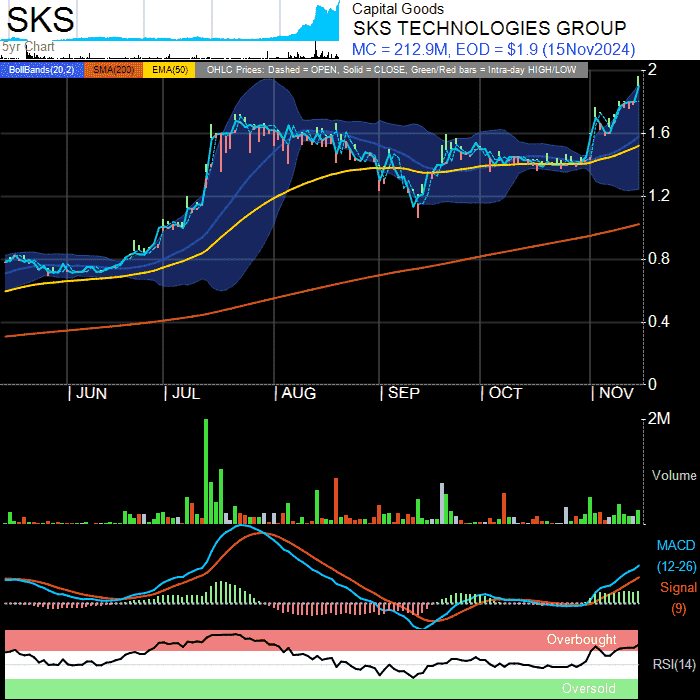 SKS
5yr Chart
Capital Goods
SKS TECHNOLOGIES GROUP
MC = 212.9M, EOD = $1.9 (15Nov2024)
BollBands(20,2) SMA(200) EMA(50) OHLC Prices: Dashed = OPEN, Solid = CLOSE, Green/Red bars = Intra-day HIGH/LOW
2
1.6
1.2
0.8
0.4
0
JUN JUL AUG SEP OCT NOV
2M
Volume
MACD
(12-26)
Signal
(9)
Overbought
RSI(14)
Oversold